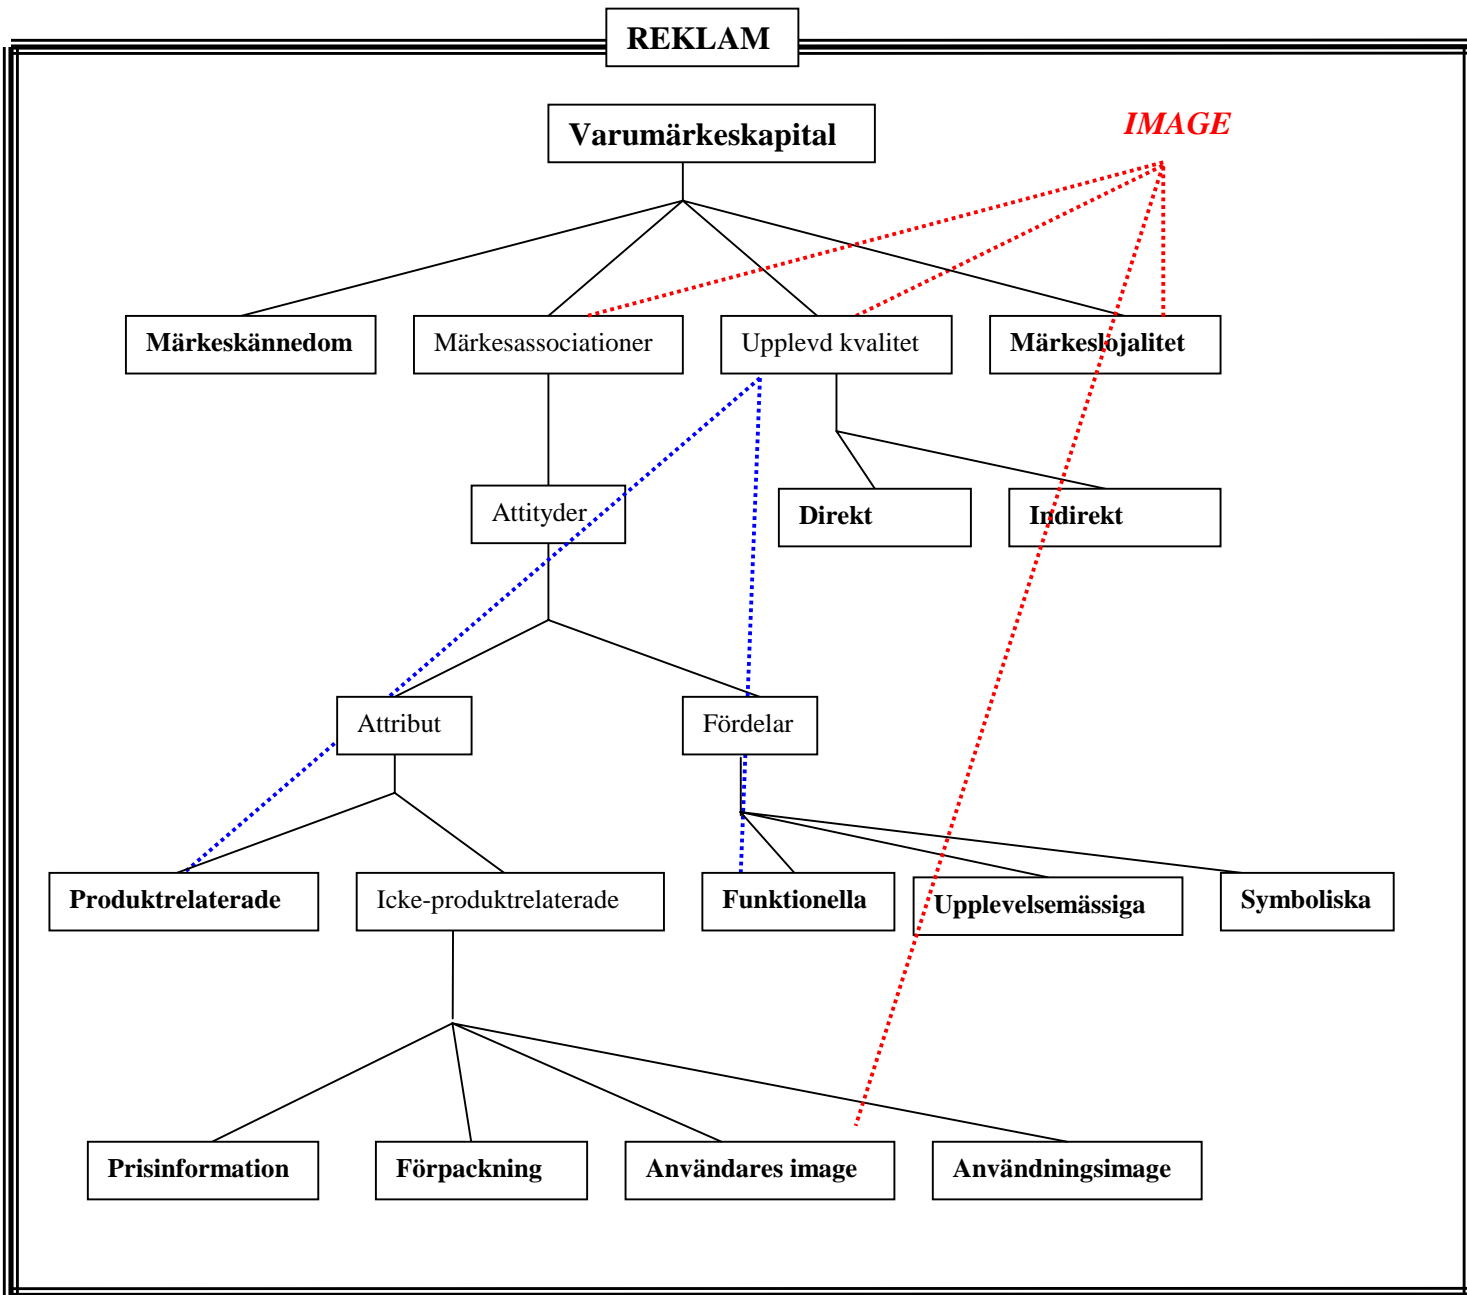 REKLAM
Varumärkeskapital
IMAGE
Märkeskännedom
Märkesassociationer
Upplevd kvalitet
Märkeslojalitet
Attityder
Direkt
Indirekt
Attribut
Fördelar
Produktrelaterade
Icke-produktrelaterade
Funktionella
Upplevelsemässiga
Symboliska
Prisinformation
Förpackning
Användares image
Användningsimage